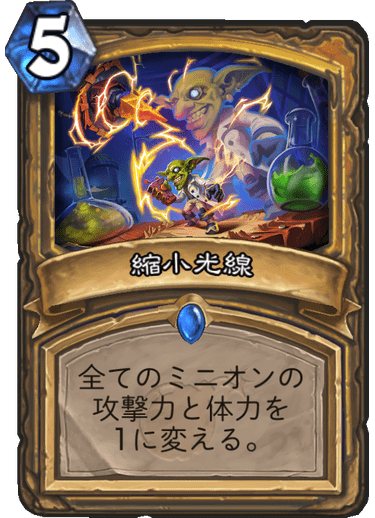 5
縮小光線
全てのミニオンの
攻撃力と体力を
1に変える。